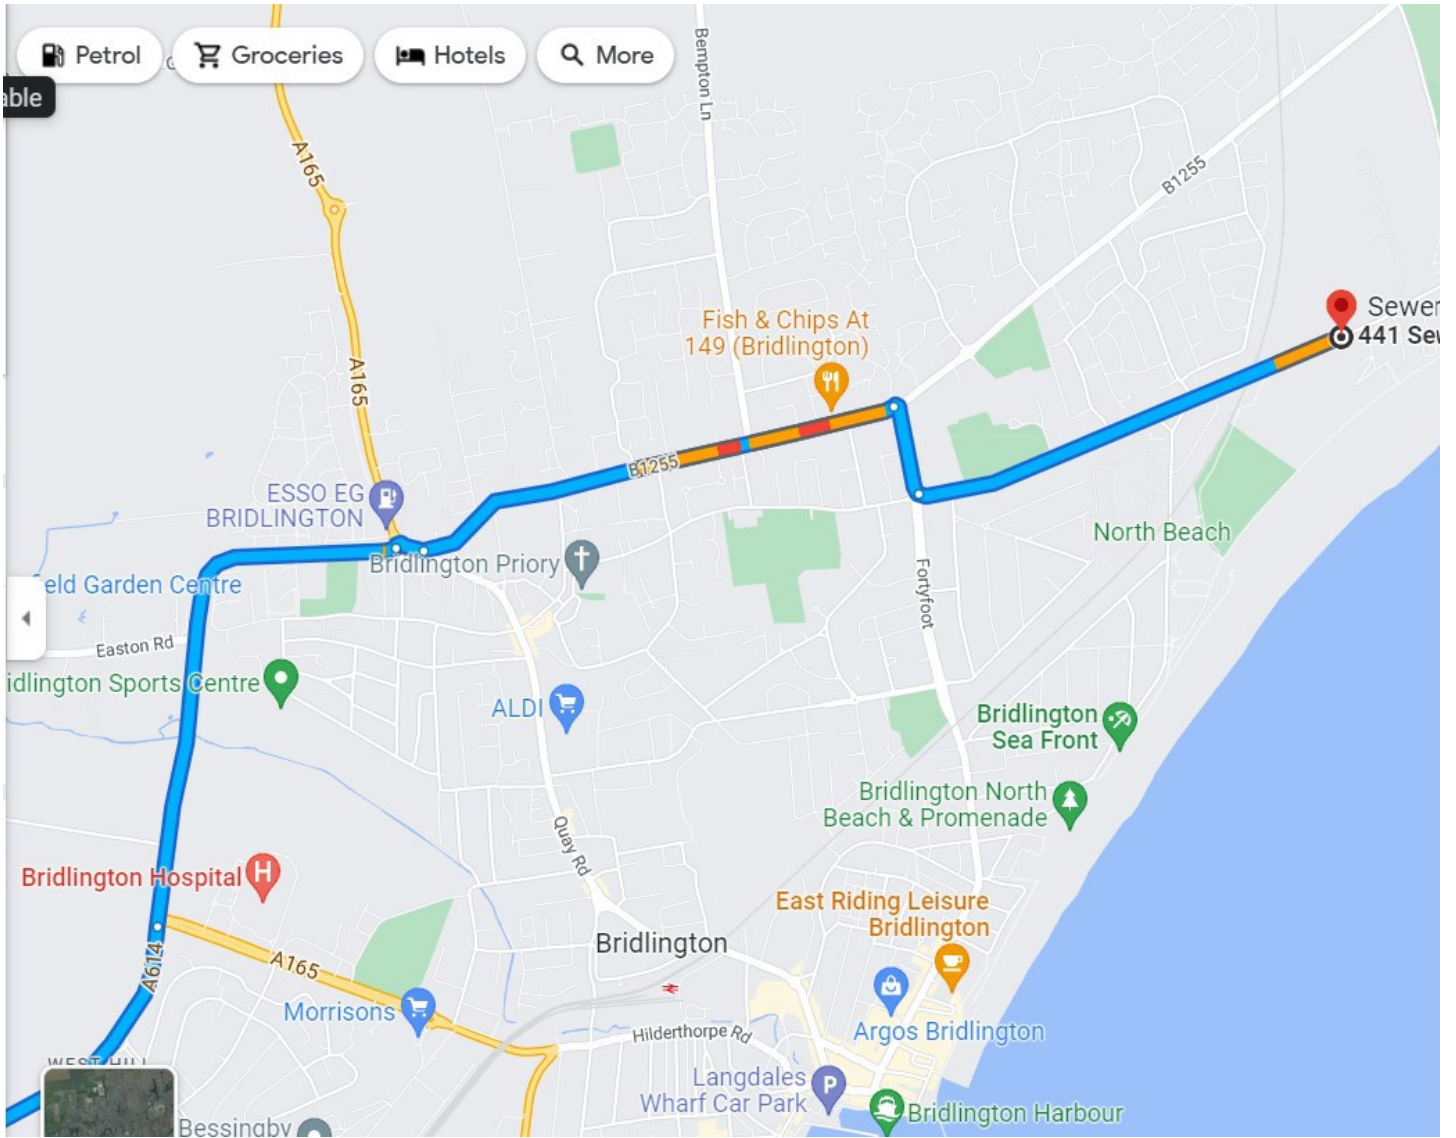 Petrol
Groceries
Hotels
More
able
A165
Bempton Ln
B1255
A165
Fish & Chips At
149 (Bridlington)
Sewer
441 Sew
B1255
ESSO EG
BRIDLINGTON
North Beach
Bridlington Priory
eld Garden Centre
Fortyfoot
Easton Rd
idlington Sports Centre
ALDI
Bridlington
Sea Front
Bridlington North
Beach & Promenade
Quay Rd
Bridlington Hospital
East Riding Leisure
Bridlington
Bridlington
A614
A165
Morrisons
Hilderthorpe Rd
Argos Bridlington
WEST HILL
Langdales
Wharf Car Park
P
Bridlington Harbour
Bessingby
H